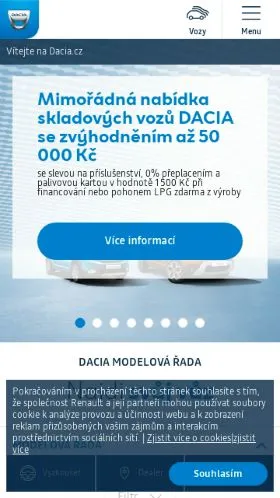 DACIA
Vozy
Menu
Vítejte na Dacia.cz
Mimořádná nabídka
skladových vozů DACIA
se zvýhodněním až 50
000 Kč
se slevou na příslušenství, 0% přeplacením a
palivovou kartou v hodnotě 1500 Kč při
financování nebo pohonem LPG zdarma z výroby
Více informací
DACIA MODELOVÁ ŘADA
Pokračováním v procházení těchto stránek souhlasíte s tím,
že společnost Renault a její partneři mohou používat soubory
cookie k analýze provozu a účinnosti webu a k zobrazení
reklam přizpůsobených vašim zájmům a interakcím
prostřednictvím sociálních sítí. | Zjistit více o cookies|zjistit
více
Vyzkoušet
Dealer
Souhlasím
Filtr